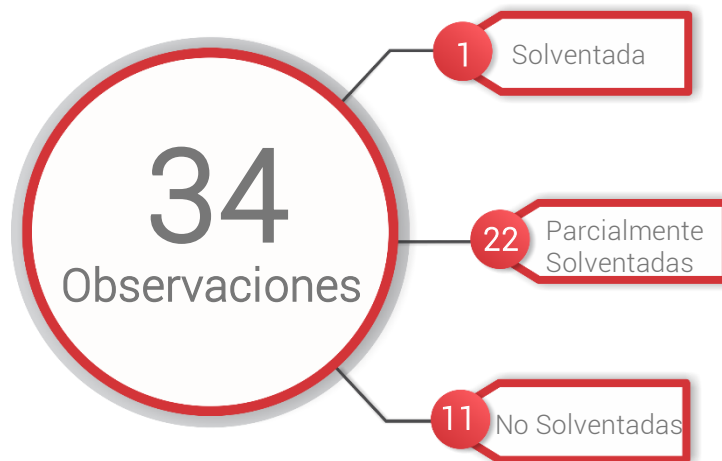 34
Observaciones
1
Solventada
22
Parcialmente
Solventadas
11
No Solventadas